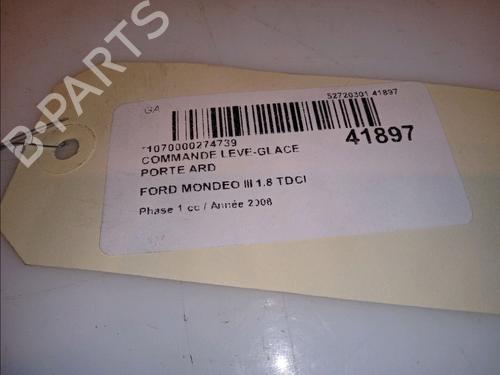 GA
52720301 41897
*1070000274739
41897
COMMANDE LEVE-GLACE
PORTE ARD
FORD MONDEO III 1.8 TDCI
Phase 1 cc / Année 2008
B-PARTS